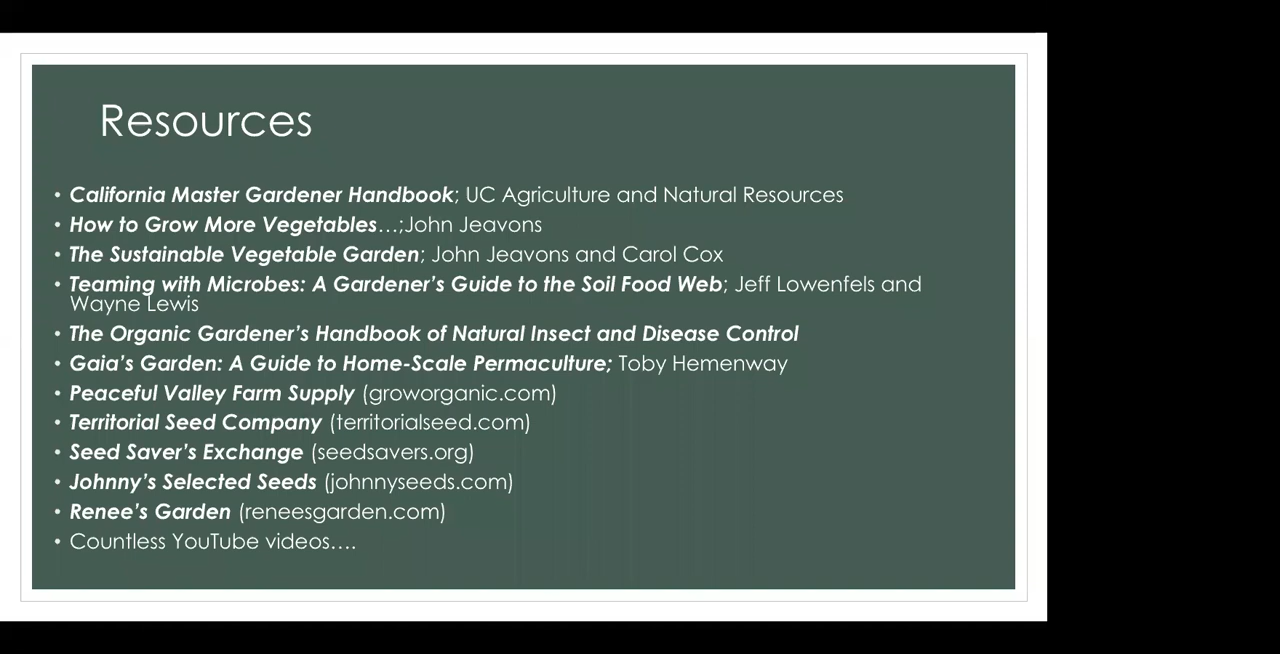 Resources
• California Master Gardener Handbook; UC Agriculture and Natural Resources
• How to Grow More Vegetables…;John Jeavons
• The Sustainable Vegetable Garden; John Jeavons and Carol Cox
• Teaming with Microbes: A Gardener's Guide to the Soil Food Web; Jeff Lowenfels and
Wayne Lewis
• The Organic Gardener's Handbook of Natural Insect and Disease Control
• Gaia's Garden: A Guide to Home-Scale Permaculture; Toby Hemenway
• Peaceful Valley Farm Supply (groworganic.com)
• Territorial Seed Company (territorialseed.com)
• Seed Saver's Exchange (seedsavers.org)
• Johnny's Selected Seeds (johnnyseeds.com)
• Renee's Garden (reneesgarden.com)
• Countless YouTube videos….